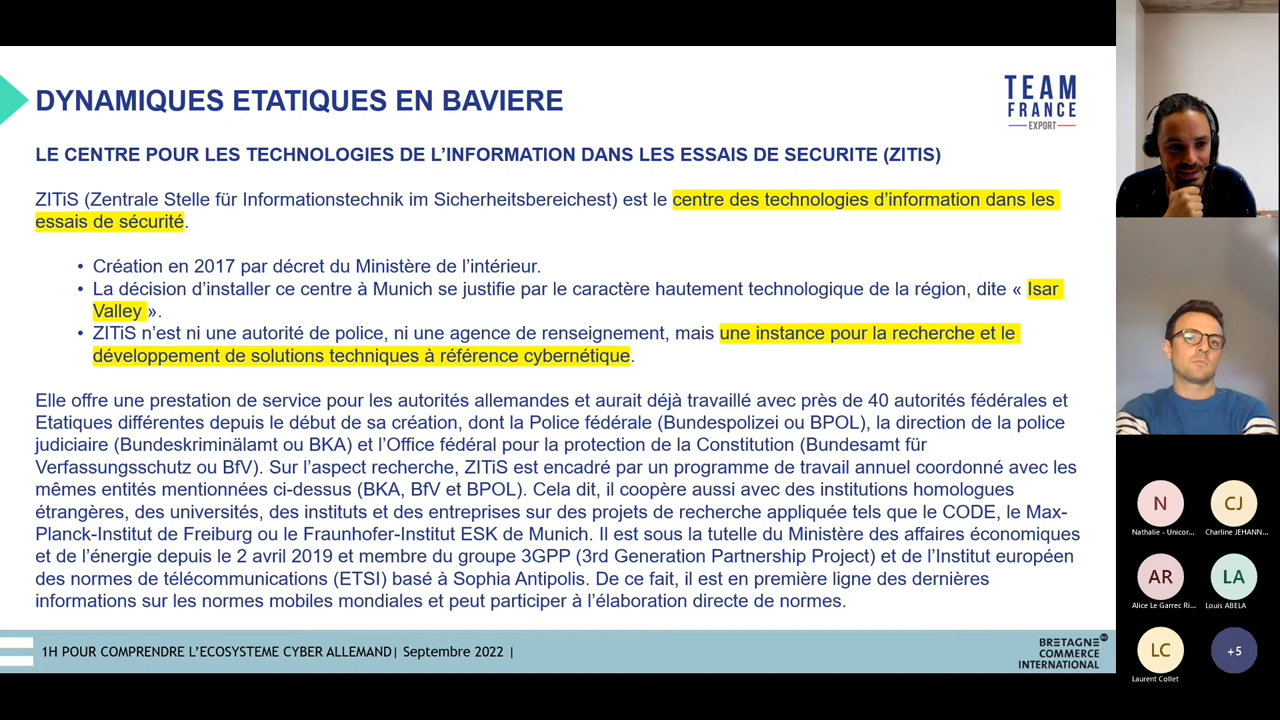 DYNAMIQUES ETATIQUES EN BAVIERE
TEAM
FRANCE
EXPORT
LE CENTRE POUR LES TECHNOLOGIES DE L’INFORMATION DANS LES ESSAIS DE SECURITE (ZITIS)
ZITiS (Zentrale Stelle für Informationstechnik im Sicherheitsbereichest) est le centre des technologies d’information dans les
essais de sécurité.
• Création en 2017 par décret du Ministère de l’intérieur.
• La décision d’installer ce centre à Munich se justifie par le caractère hautement technologique de la région, dite « Isar
Valley ».
• ZITiS n’est ni une autorité de police, ni une agence de renseignement, mais une instance pour la recherche et le
développement de solutions techniques à référence cybernétique.
Elle offre une prestation de service pour les autorités allemandes et aurait déjà travaillé avec près de 40 autorités fédérales et
Etatiques différentes depuis le début de sa création, dont la Police fédérale (Bundespolizei ou BPOL), la direction de la police
judiciaire (Bundeskriminälamt ou BKA) et l’Office fédéral pour la protection de la Constitution (Bundesamt für
Verfassungsschutz ou BfV). Sur l’aspect recherche, ZITiS est encadré par un programme de travail annuel coordonné avec les
mêmes entités mentionnées ci-dessus (BKA, BfV et BPOL). Cela dit, il coopère aussi avec des institutions homologues
étrangères, des universités, des instituts et des entreprises sur des projets de recherche appliquée tels que le CODE, le Max-
Planck-Institut de Freiburg ou le Fraunhofer-Institut ESK de Munich. Il est sous la tutelle du Ministère des affaires économiques
et de l’énergie depuis le 2 avril 2019 et membre du groupe 3GPP (3rd Generation Partnership Project) et de l’Institut européen
des normes de télécommunications (ETSI) basé à Sophia Antipolis. De ce fait, il est en première ligne des dernières
informations sur les normes mobiles mondiales et peut participer à l’élaboration directe de normes.
1H POUR COMPRENDRE L’ECOSYSTEME CYBER ALLEMAND| Septembre 2022 |
BRETAGNE
COMMERCE
INTERNATIONAL
N
CJ
Nathalie - Unicor...
Charline JEHANN...
AR
LA
Alice Le Garrec Ri...
Louis ABELA
LC
+5
Laurent Collet